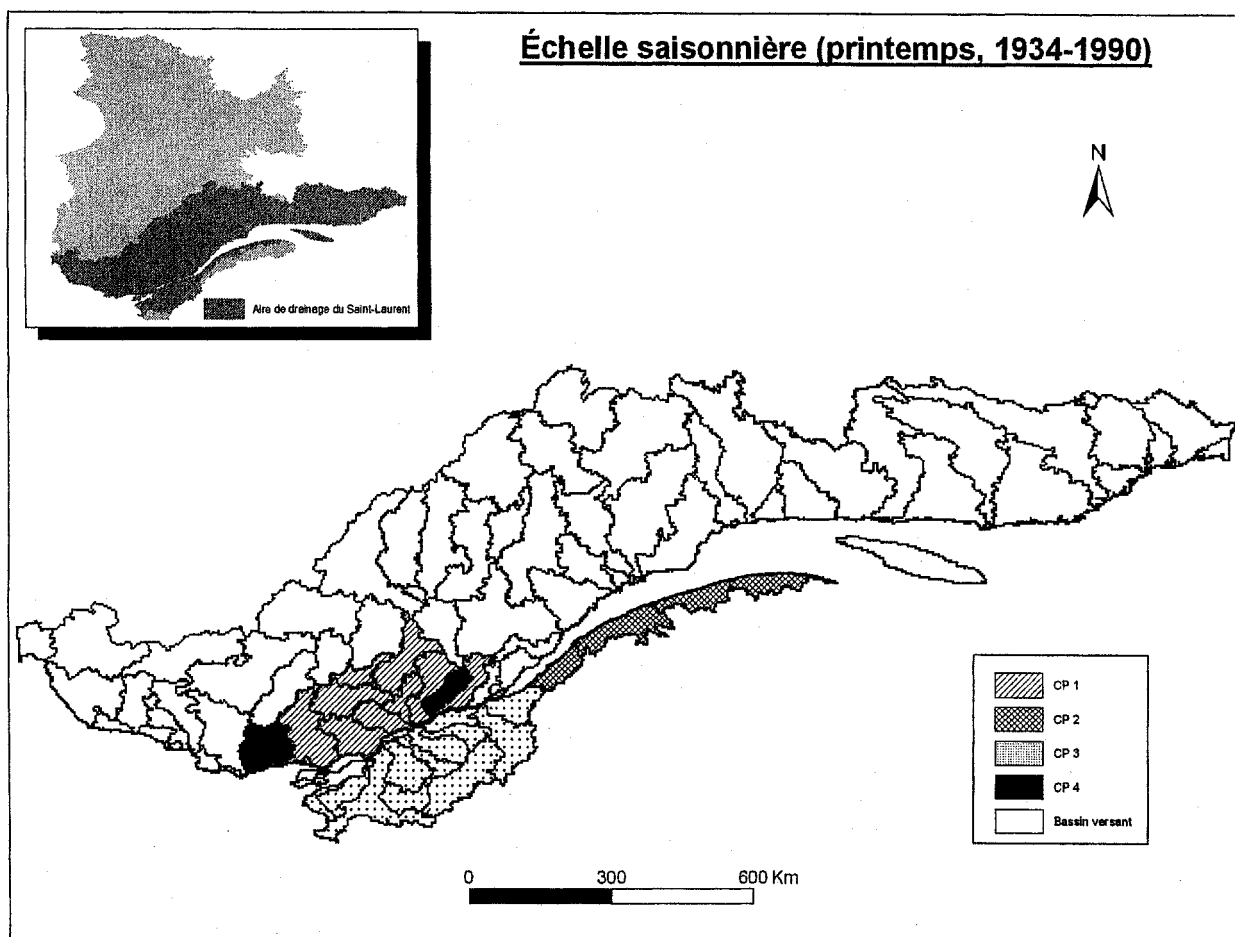 Échelle saisonnière (printemps, 1934-1990)
Aire de drainage du Saint-Laurent
N
CP 1
CP 2
CP 3
CP 4
Bassin versant
0 300 600 Km